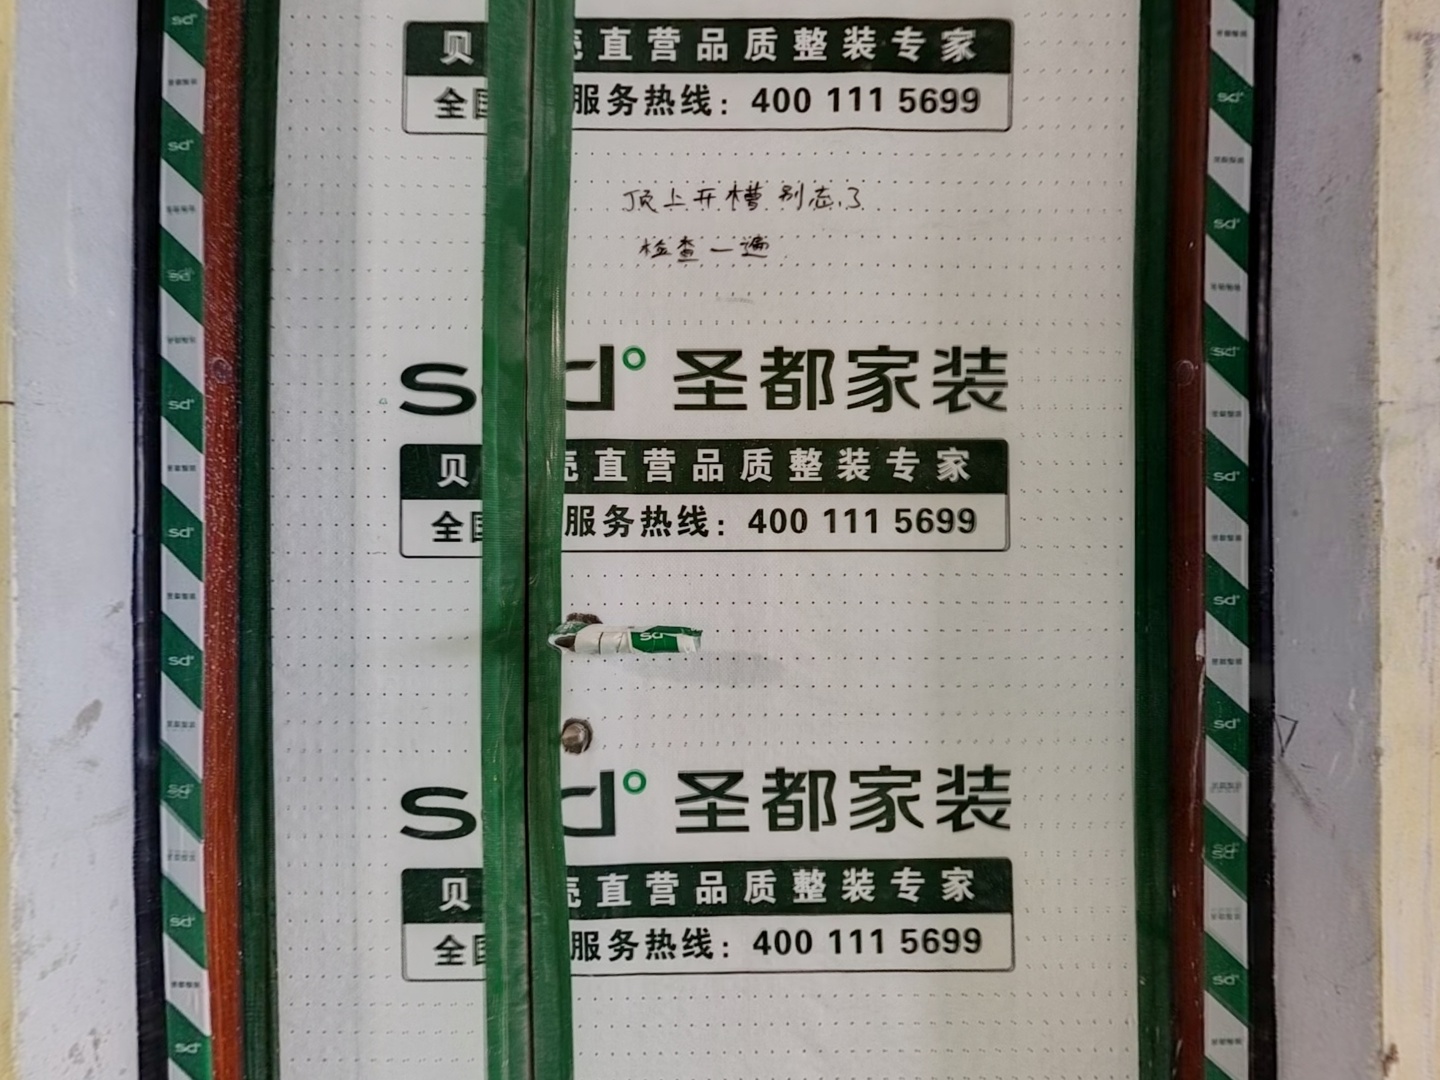 贝壳直营品质整装专家
全国服务热线：400 111 5699
顶上开槽别忘了
检查一遍
sd° 圣都家装
贝壳直营品质整装专家
全国服务热线：400 111 5699
sd
sd° 圣都家装
贝壳直营品质整装专家
全国服务热线：400 111 5699